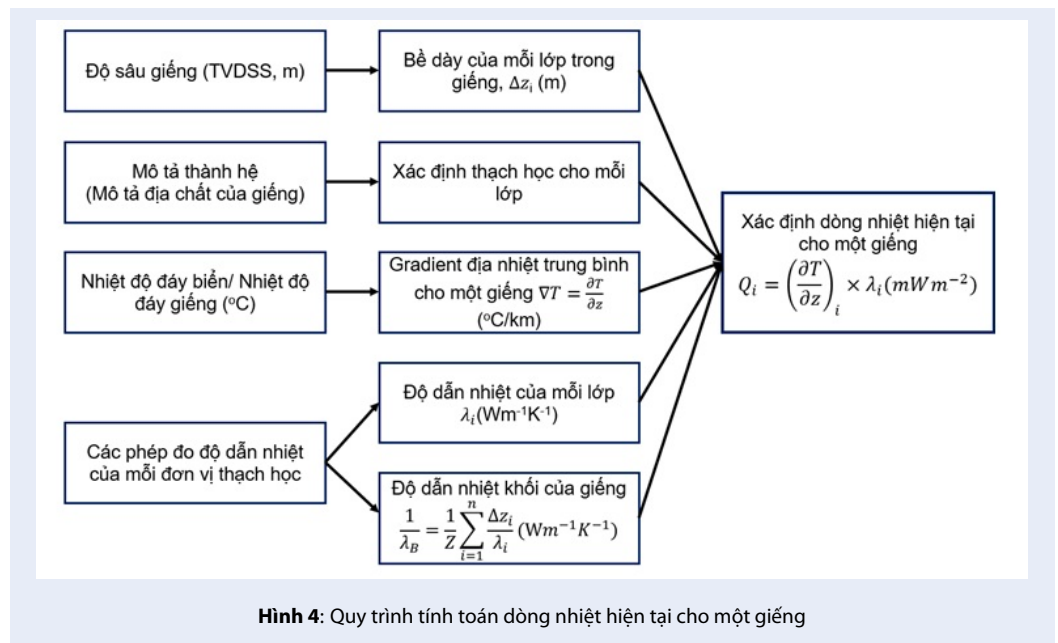 Độ sâu giếng (TVDSS, m)
Bề dày của mỗi lớp trong
giếng, Δzᵢ (m)
Mô tả thành hệ
(Mô tả địa chất của giếng)
Xác định thạch học cho mỗi
lớp
Nhiệt độ đáy biển/ Nhiệt độ
đáy giếng (ºC)
Gradient địa nhiệt trung bình
cho một giếng ∇T = ∂T/∂z
(ºC/km)
Các phép đo độ dẫn nhiệt
của mỗi đơn vị thạch học
Độ dẫn nhiệt của mỗi lớp
λᵢ(Wm⁻¹K⁻¹)
Độ dẫn nhiệt khối của giếng
1/λ_B = 1/Z ∑_{i=1}^{n} Δzᵢ/λᵢ (Wm⁻¹K⁻¹)
Xác định dòng nhiệt hiện tại
cho một giếng
Qᵢ = (∂T/∂z)ᵢ × λᵢ(mWm⁻²)
Hình 4: Quy trình tính toán dòng nhiệt hiện tại cho một giếng